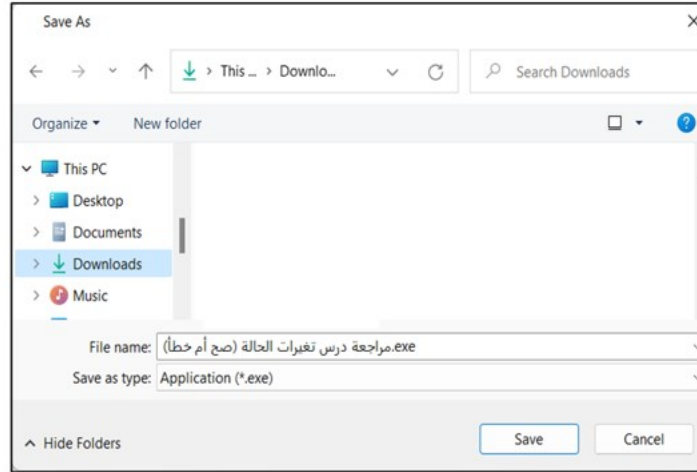 Save As
This ... > Downlo...
Search Downloads
Organize
New folder
This PC
Desktop
Documents
Downloads
Music
File name: مراجعة درس تغيرات الحالة (صح أم خطأ).exe
Save as type: Application (*.exe)
Hide Folders
Save
Cancel